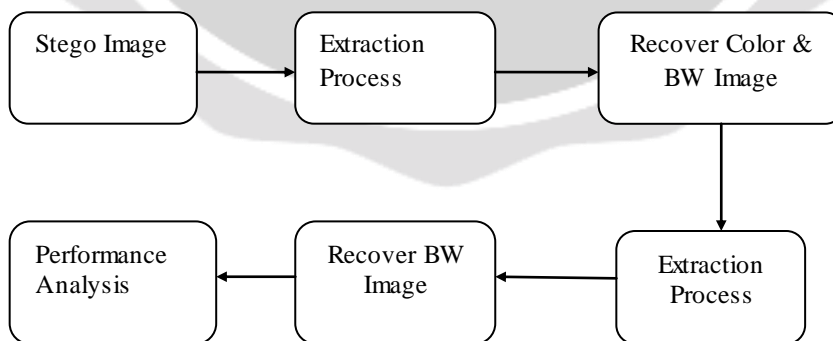 Stego Image
Extraction
Process
Recover Color &
BW Image
Extraction
Process
Recover BW
Image
Performance
Analysis